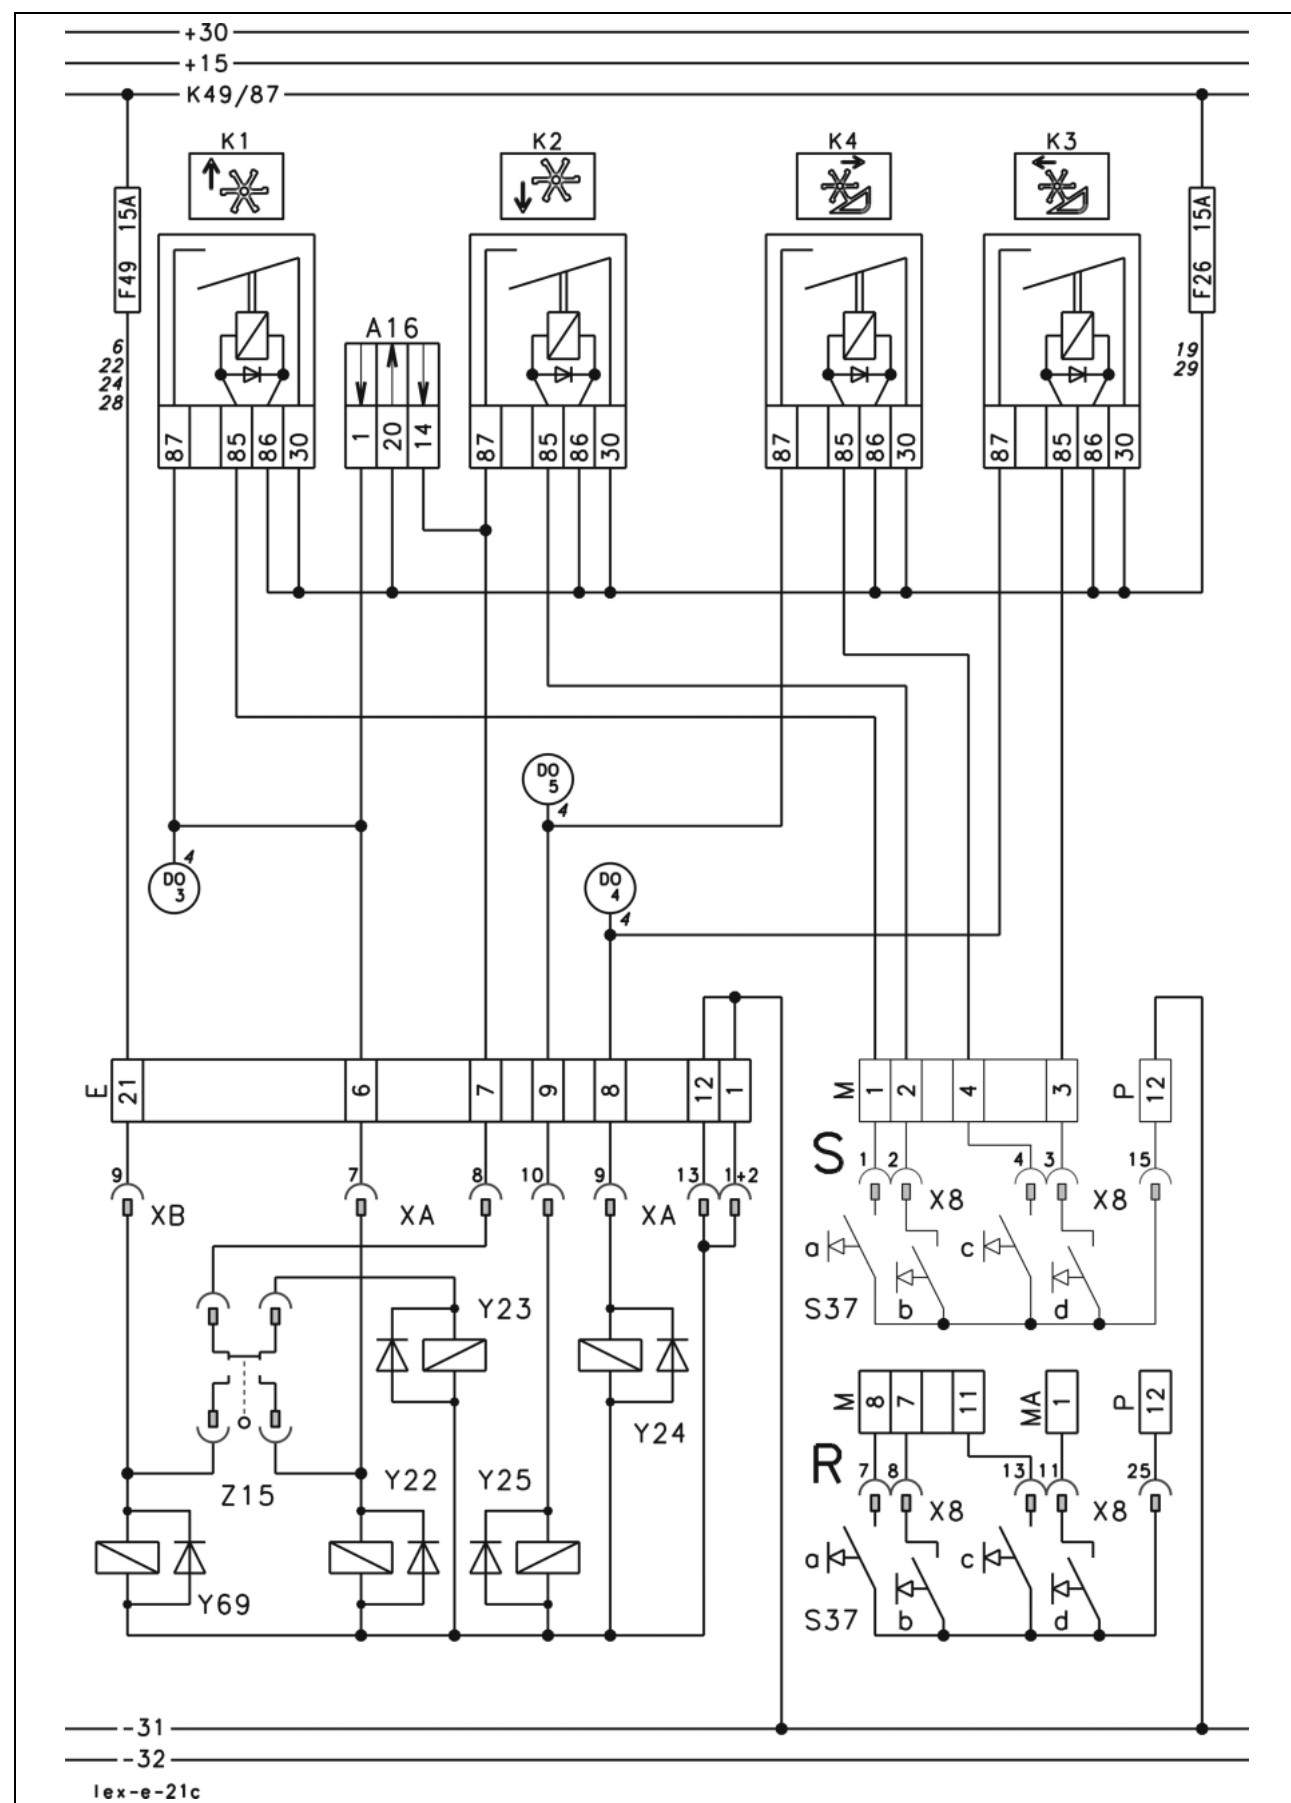 +30
+15
K49/87
K1 K2 K4 K3
F49 15A
F26 15A
A16
6
22
24
28
19
29
87 85 86 30
1 20 14
87 85 86 30
87 85 86 30
87 85 86 30
DO 5
4
4
DO 3
DO 4
4
E 21 6 7 9 8 12 1
M 1 2 4 3
P 12
S
9 7 8 10 9 13 1+2
1 2 4 3 15
XB XA XA
X8 X8
a c
S37 b d
Y23
Y24
M 8 7 11
MA 1
P 12
R
7 8 13 11 25
Z15 Y22 Y25
X8 X8
a c
Y69
S37 b d
-31
-32
lex-e-21c